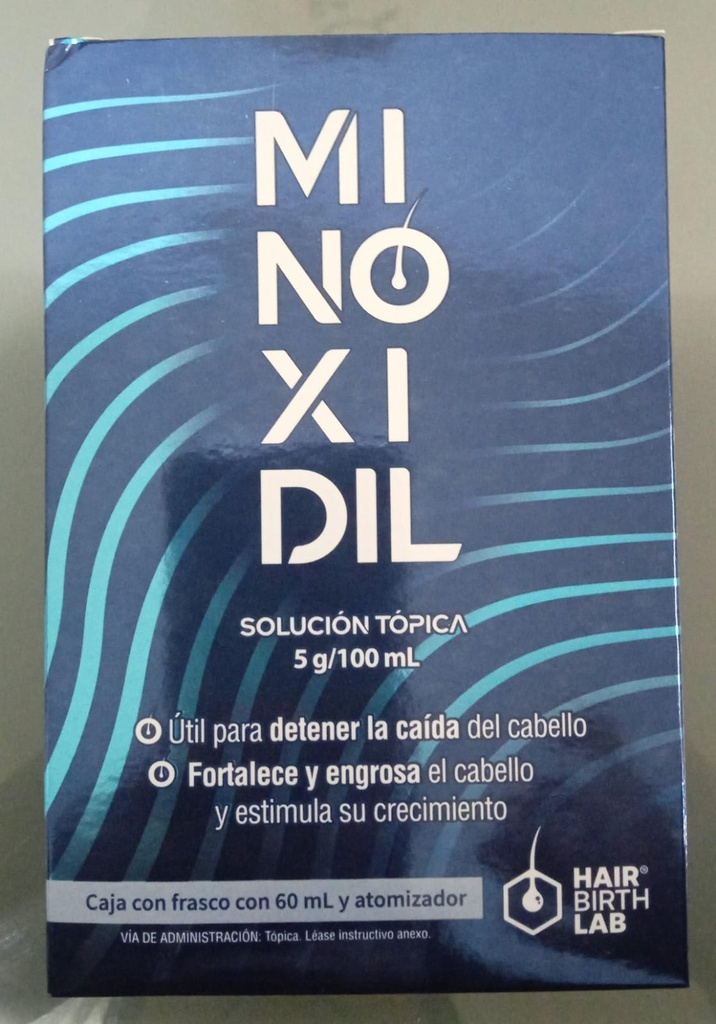 MI
NO
XI
DIL
SOLUCIÓN TÓPICA
5 g/100 mL
Útil para detener la caída del cabello
Fortalece y engrosa el cabello
y estimula su crecimiento
Caja con frasco con 60 mL y atomizador
VÍA DE ADMINISTRACIÓN: Tópica. Léase instructivo anexo.
HAIR®
BIRTH
LAB